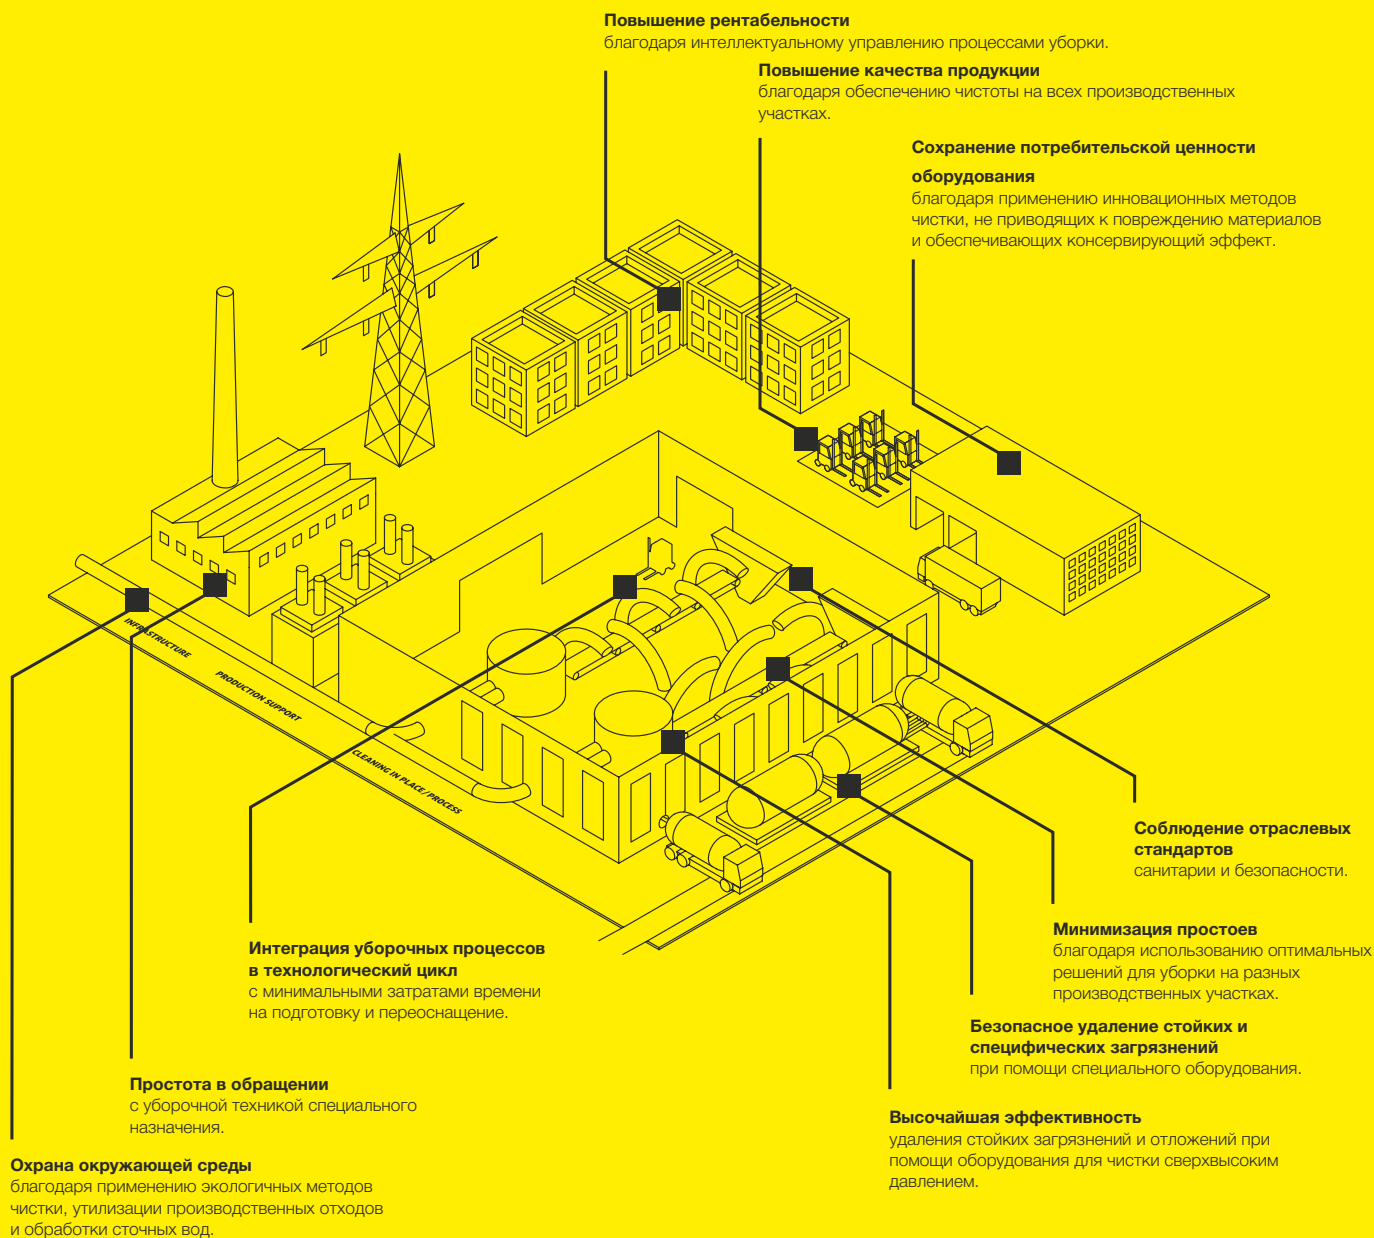 Повышение рентабельности
благодаря интеллектуальному управлению процессами уборки.
Повышение качества продукции
благодаря обеспечению чистоты на всех производственных
участках.
Сохранение потребительской ценности
оборудования
благодаря применению инновационных методов
чистки, не приводящих к повреждению материалов
и обеспечивающих консервирующий эффект.
INFRASTRUCTURE
PRODUCTION SUPPORT
CLEANING IN PLACE/PROCESS
Соблюдение отраслевых
стандартов
санитарии и безопасности.
Минимизация простоев
благодаря использованию оптимальных
решений для уборки на разных
производственных участках.
Интеграция уборочных процессов
в технологический цикл
с минимальными затратами времени
на подготовку и переоснащение.
Безопасное удаление стойких и
специфических загрязнений
при помощи специального оборудования.
Простота в обращении
с уборочной техникой специального
назначения.
Высочайшая эффективность
удаления стойких загрязнений и отложений при
помощи оборудования для чистки сверхвысоким
давлением.
Охрана окружающей среды
благодаря применению экологичных методов
чистки, утилизации производственных отходов
и обработки сточных вод.